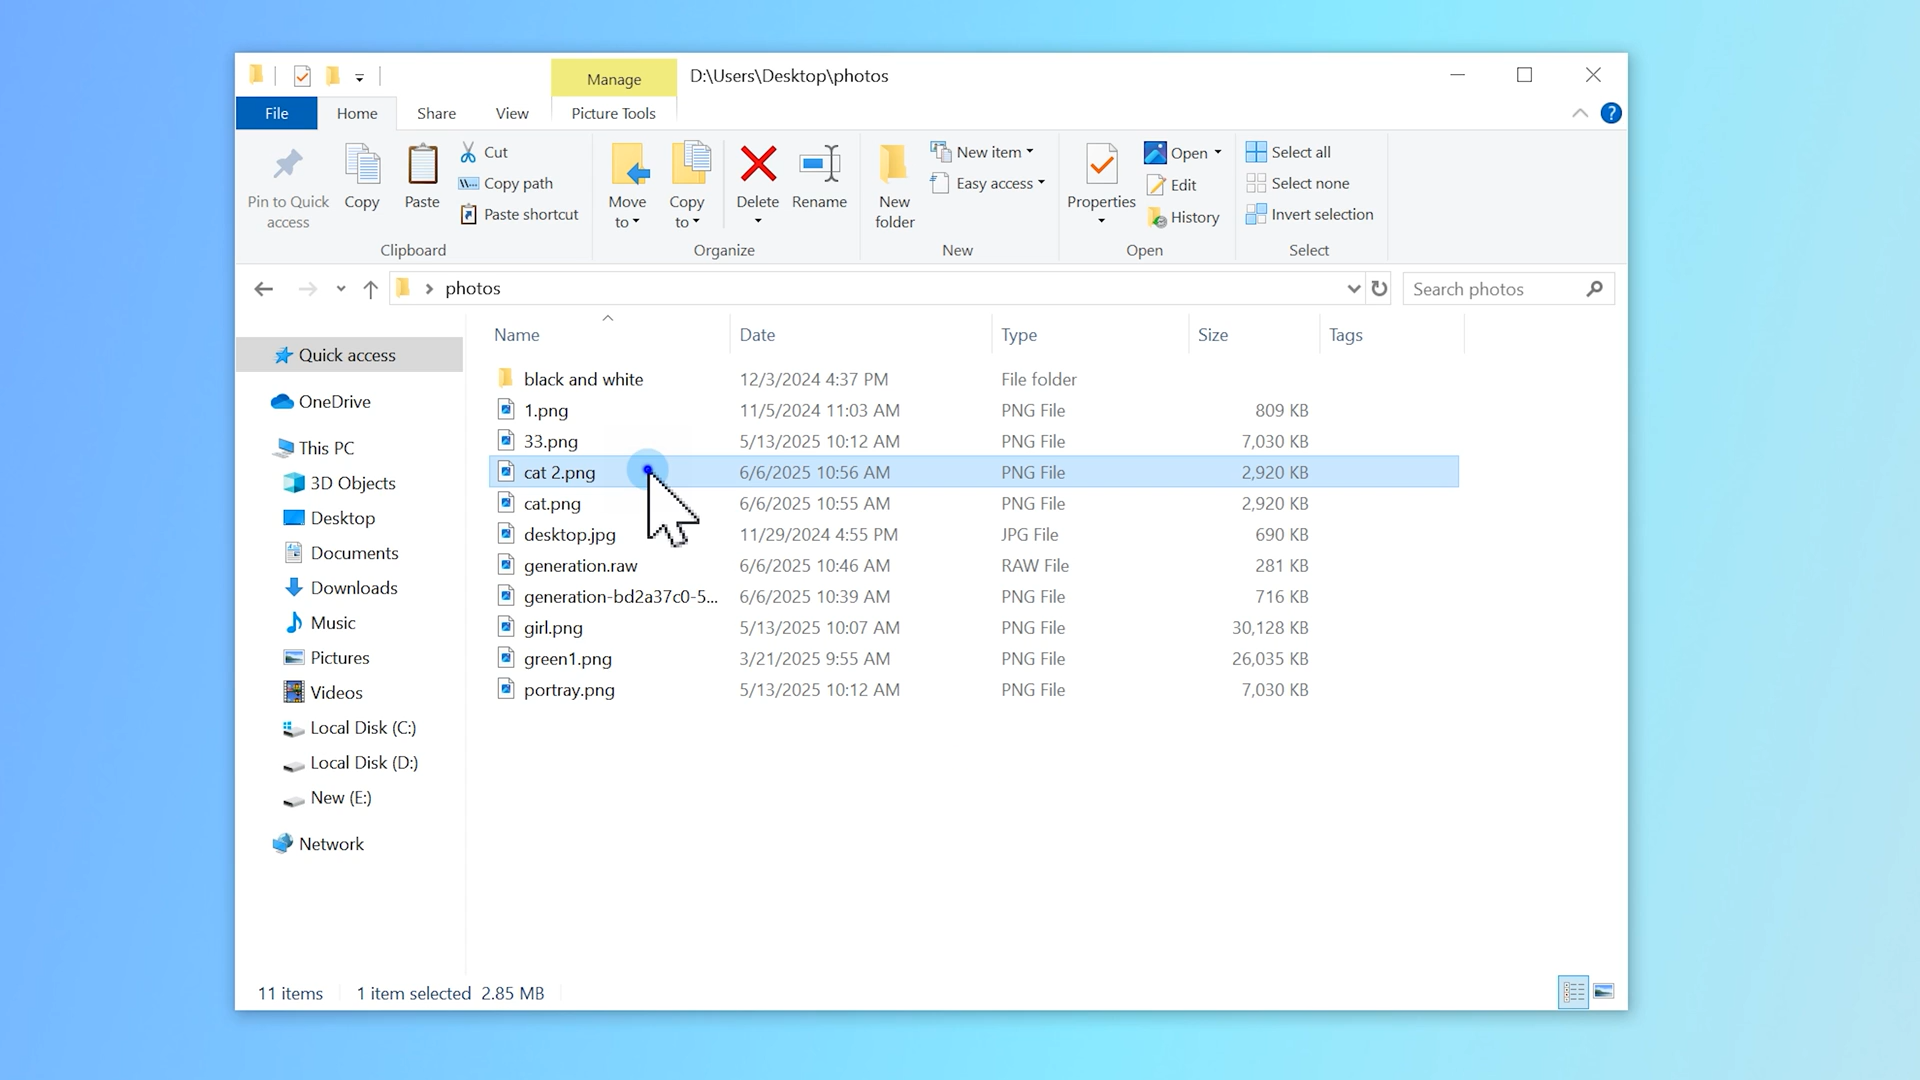 Manage
D:\Users\Desktop\photos
File
Home
Share
View
Picture Tools
?
Pin to Quick
access
Copy
Paste
Cut
Copy path
Paste shortcut
Clipboard
Move
to
Copy
to
Delete
Rename
Organize
New
folder
New item
Easy access
New
Properties
Open
Edit
History
Open
Select all
Select none
Invert selection
Select
photos
Search photos
Name Date Type Size Tags
Quick access
OneDrive
This PC
3D Objects
Desktop
Documents
Downloads
Music
Pictures
Videos
Local Disk (C:)
Local Disk (D:)
New (E:)
Network
black and white 12/3/2024 4:37 PM File folder
1.png 11/5/2024 11:03 AM PNG File 809 KB
33.png 5/13/2025 10:12 AM PNG File 7,030 KB
cat 2.png 6/6/2025 10:56 AM PNG File 2,920 KB
cat.png 6/6/2025 10:55 AM PNG File 2,920 KB
desktop.jpg 11/29/2024 4:55 PM JPG File 690 KB
generation.raw 6/6/2025 10:46 AM RAW File 281 KB
generation-bd2a37c0-5... 6/6/2025 10:39 AM PNG File 716 KB
girl.png 5/13/2025 10:07 AM PNG File 30,128 KB
green1.png 3/21/2025 9:55 AM PNG File 26,035 KB
portray.png 5/13/2025 10:12 AM PNG File 7,030 KB
11 items 1 item selected 2.85 MB